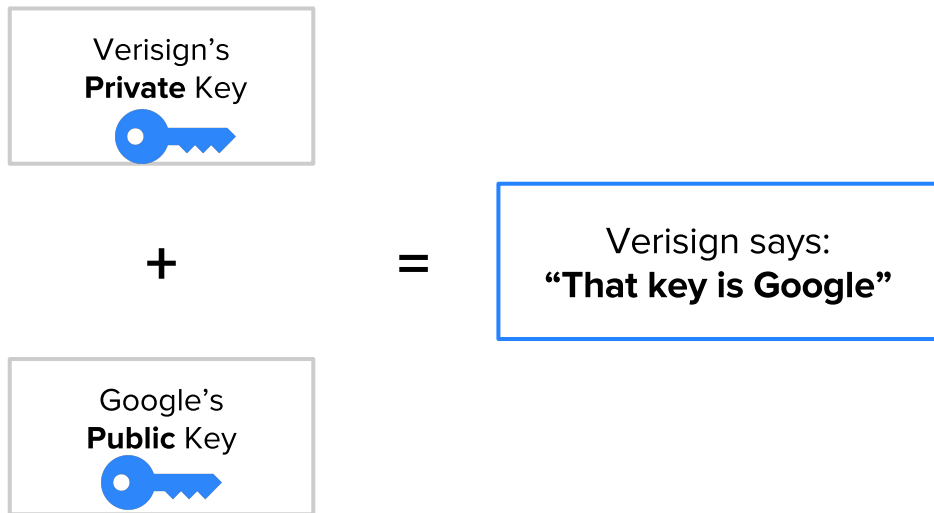 Verisign’s
Private Key
+
=
Verisign says:
“That key is Google”
Google’s
Public Key